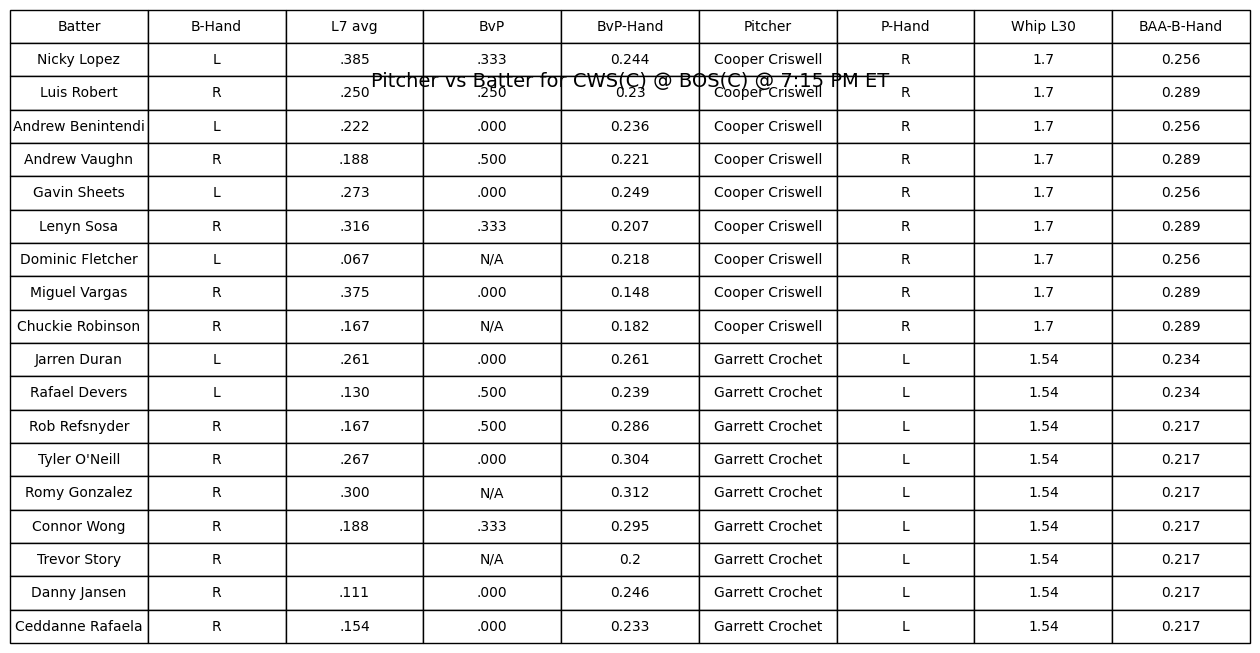 Batter B-Hand L7 avg BvP BvP-Hand Pitcher P-Hand Whip L30 BAA-B-Hand
Nicky Lopez L .385 .333 0.244 Cooper Criswell R 1.7 0.256
Pitcher vs Batter for CWS(C) @ BOS(C) @ 7:15 PM ET
Luis Robert R .250 .250 0.23 Cooper Criswell R 1.7 0.289
Andrew Benintendi L .222 .000 0.236 Cooper Criswell R 1.7 0.256
Andrew Vaughn R .188 .500 0.221 Cooper Criswell R 1.7 0.289
Gavin Sheets L .273 .000 0.249 Cooper Criswell R 1.7 0.256
Lenyn Sosa R .316 .333 0.207 Cooper Criswell R 1.7 0.289
Dominic Fletcher L .067 N/A 0.218 Cooper Criswell R 1.7 0.256
Miguel Vargas R .375 .000 0.148 Cooper Criswell R 1.7 0.289
Chuckie Robinson R .167 N/A 0.182 Cooper Criswell R 1.7 0.289
Jarren Duran L .261 .000 0.261 Garrett Crochet L 1.54 0.234
Rafael Devers L .130 .500 0.239 Garrett Crochet L 1.54 0.234
Rob Refsnyder R .167 .500 0.286 Garrett Crochet L 1.54 0.217
Tyler O'Neill R .267 .000 0.304 Garrett Crochet L 1.54 0.217
Romy Gonzalez R .300 N/A 0.312 Garrett Crochet L 1.54 0.217
Connor Wong R .188 .333 0.295 Garrett Crochet L 1.54 0.217
Trevor Story R N/A 0.2 Garrett Crochet L 1.54 0.217
Danny Jansen R .111 .000 0.246 Garrett Crochet L 1.54 0.217
Ceddanne Rafaela R .154 .000 0.233 Garrett Crochet L 1.54 0.217